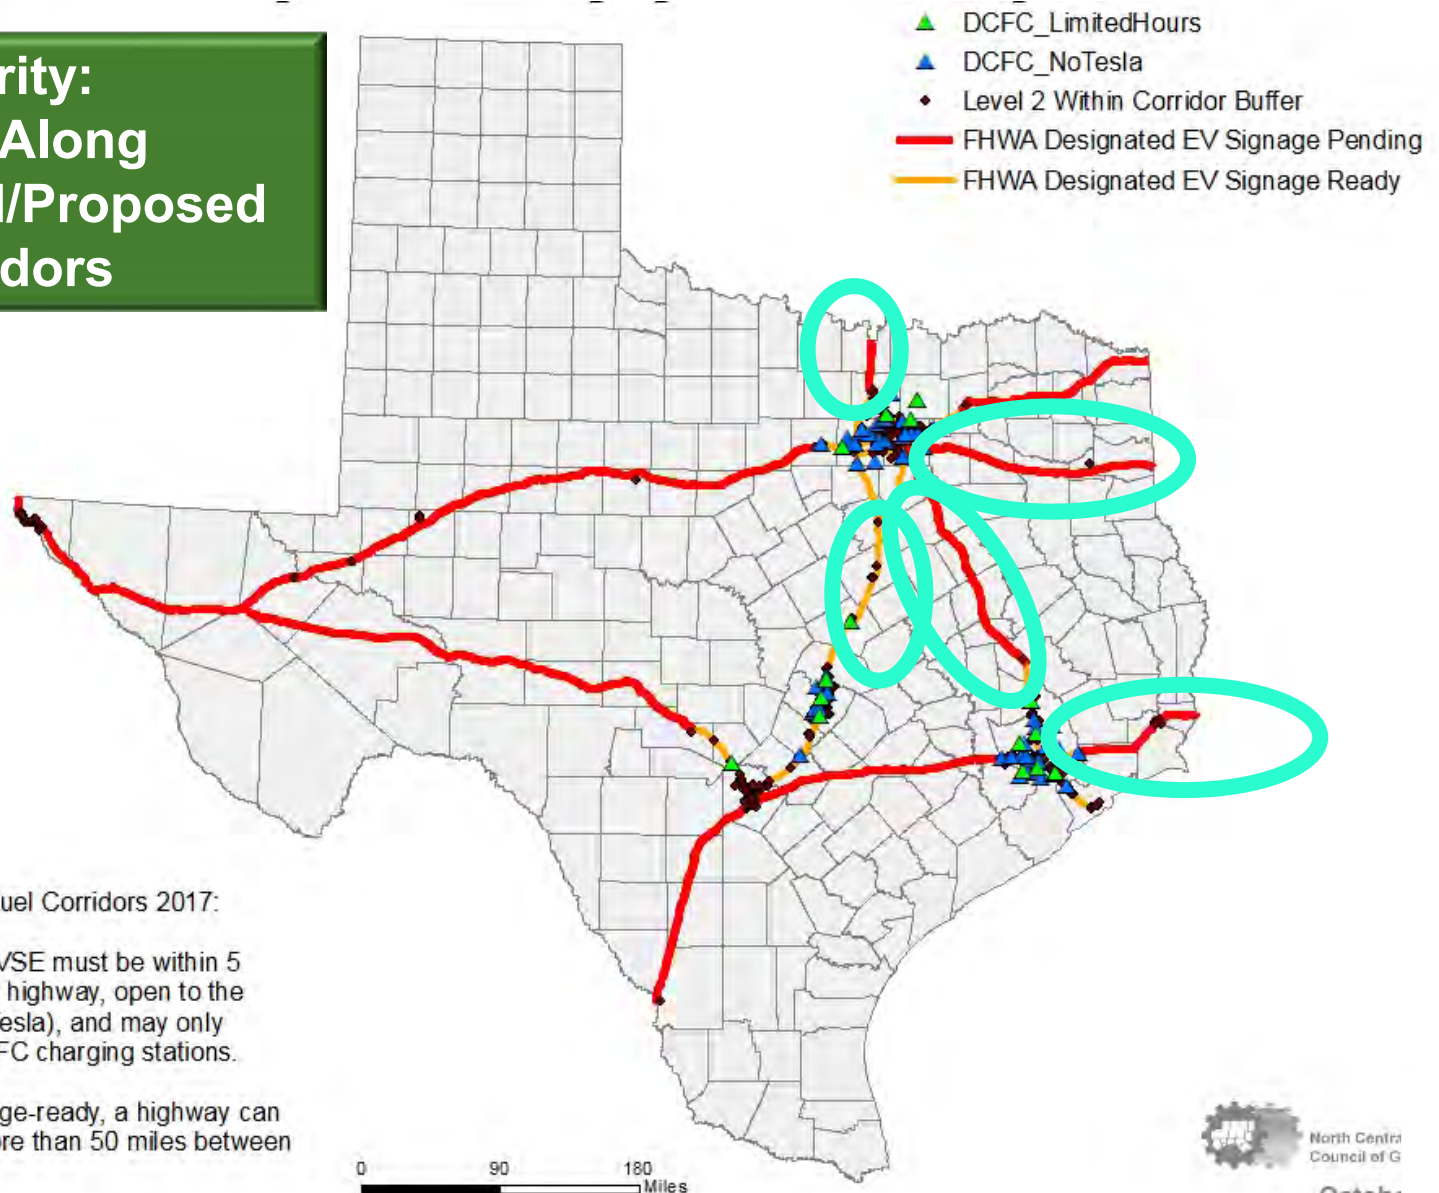 DCFC_LimitedHours
DCFC_NoTesla
Level 2 Within Corridor Buffer
FHWA Designated EV Signage Pending
FHWA Designated EV Signage Ready
rity:
Along
/Proposed
dors
uel Corridors 2017:
VSE must be within 5
highway, open to the
esla), and may only
FC charging stations.
ge-ready, a highway can
ore than 50 miles between
0 90 180
Miles
North Centra
Council of G